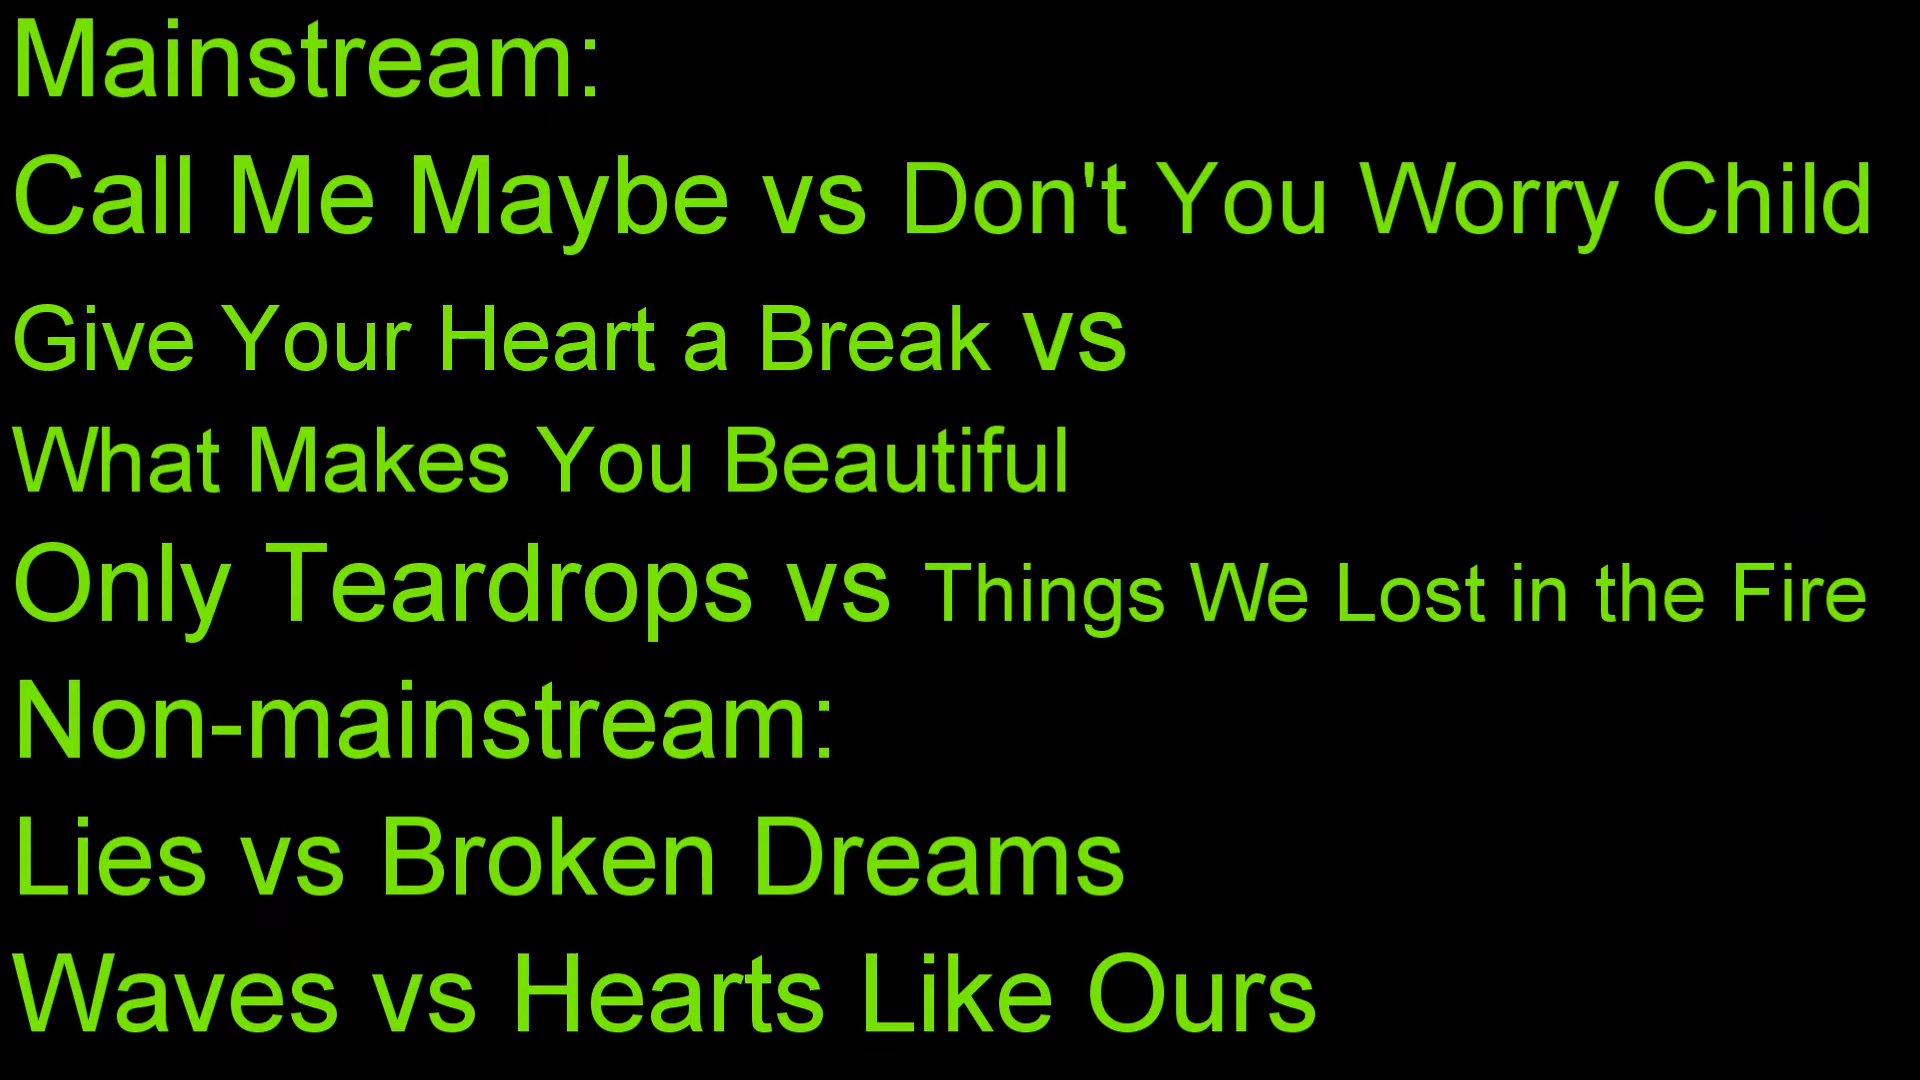 Mainstream:
Call Me Maybe vs Don't You Worry Child
Give Your Heart a Break vs
What Makes You Beautiful
Only Teardrops vs Things We Lost in the Fire
Non-mainstream:
Lies vs Broken Dreams
Waves vs Hearts Like Ours